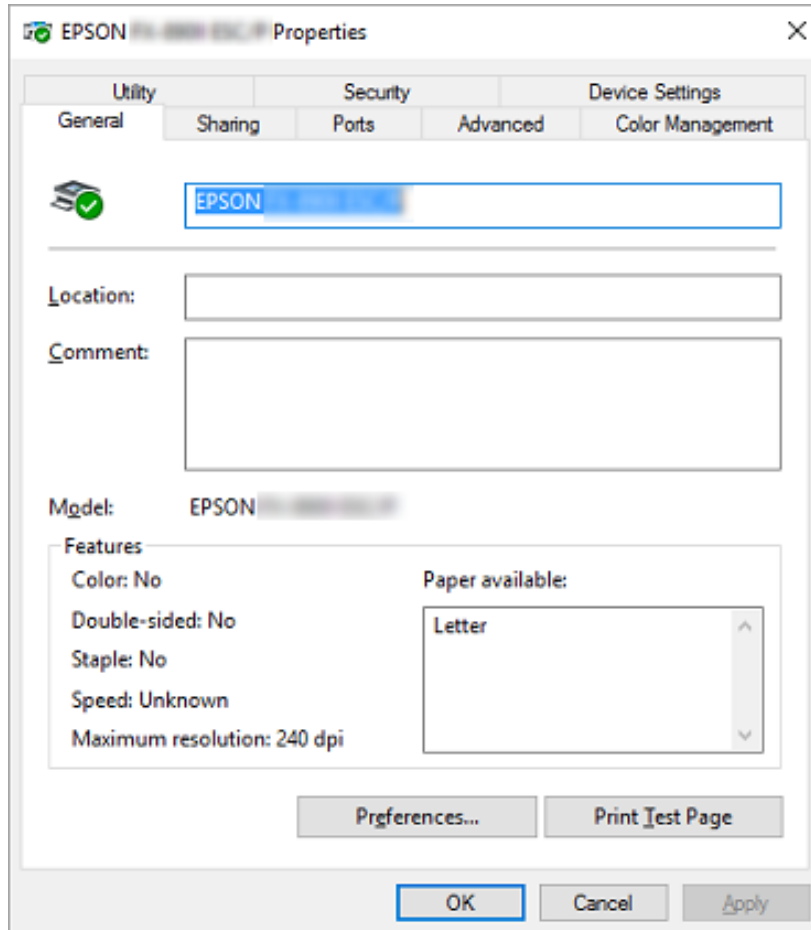 EPSON Properties
Utility Security Device Settings
General Sharing Ports Advanced Color Management
EPSON
Location:
Comment:
Model: EPSON
Features
Color: No
Paper available:
Double-sided: No
Letter
Staple: No
Speed: Unknown
Maximum resolution: 240 dpi
Preferences... Print Test Page
OK Cancel Apply